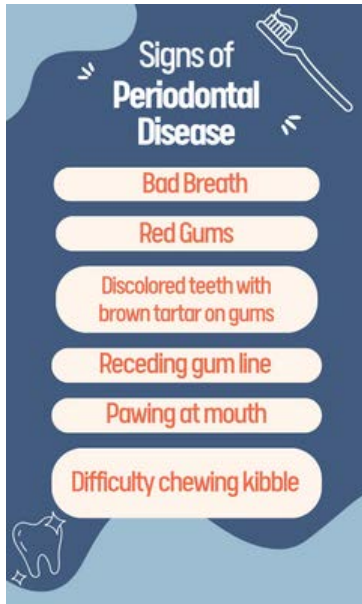 Signs of
Periodontal
Disease
Bad Breath
Red Gums
Discolored teeth with
brown tartar on gums
Receding gum line
Pawing at mouth
Difficulty chewing kibble